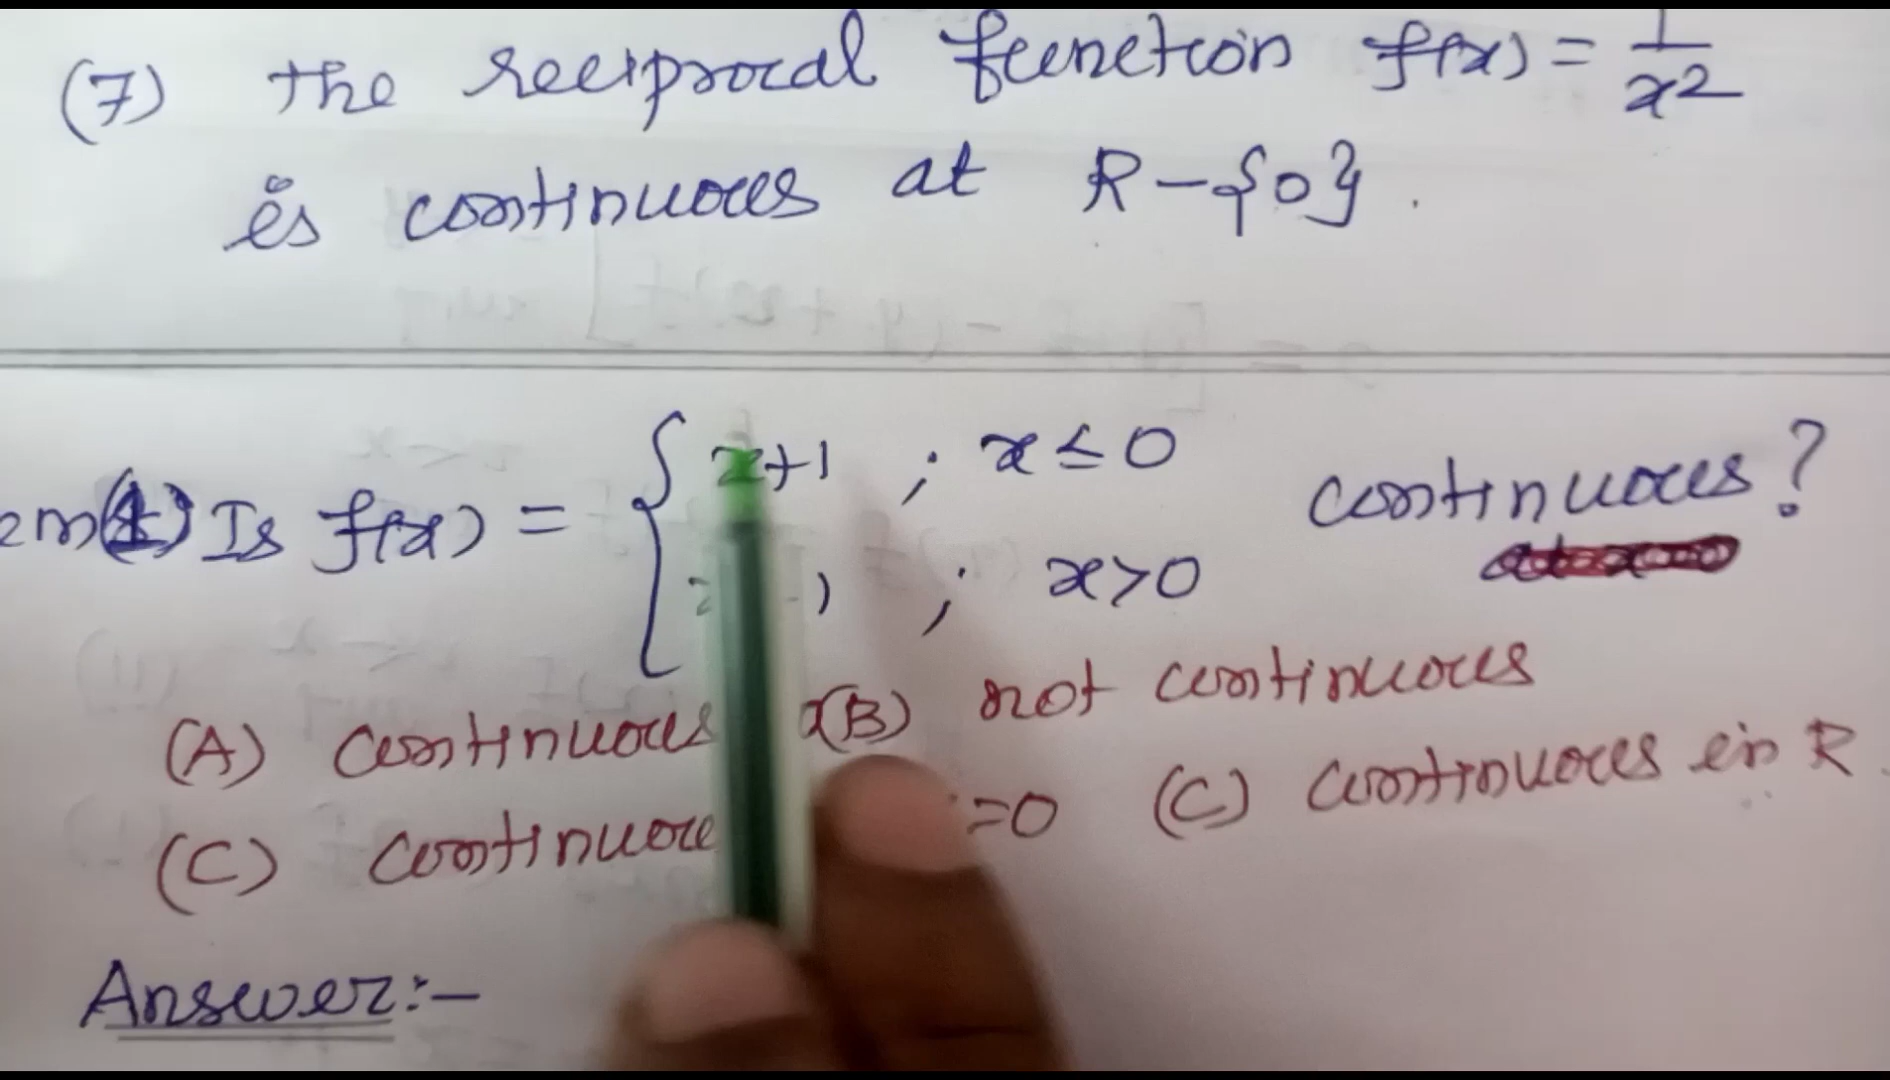 (7) The reciprocal function f(x) = 1/x²
is continuous at R-{0}.
em(1) Is f(x) = { x+1 ; x≤0 continuous?
; x>0
(A) continuous (B) not continuous
(C) =0 (C) continuous in R
Answer:-